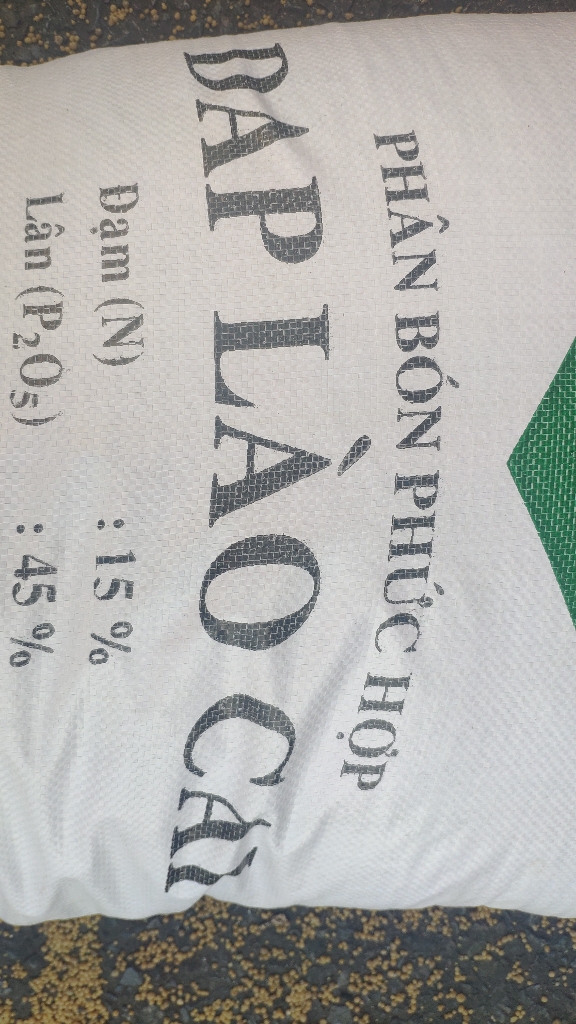 PHÂN BÓN PHỨC HỢP
DAP LÀO CAI
Đạm (N) : 15 %
Lân (P₂O₅) : 45 %